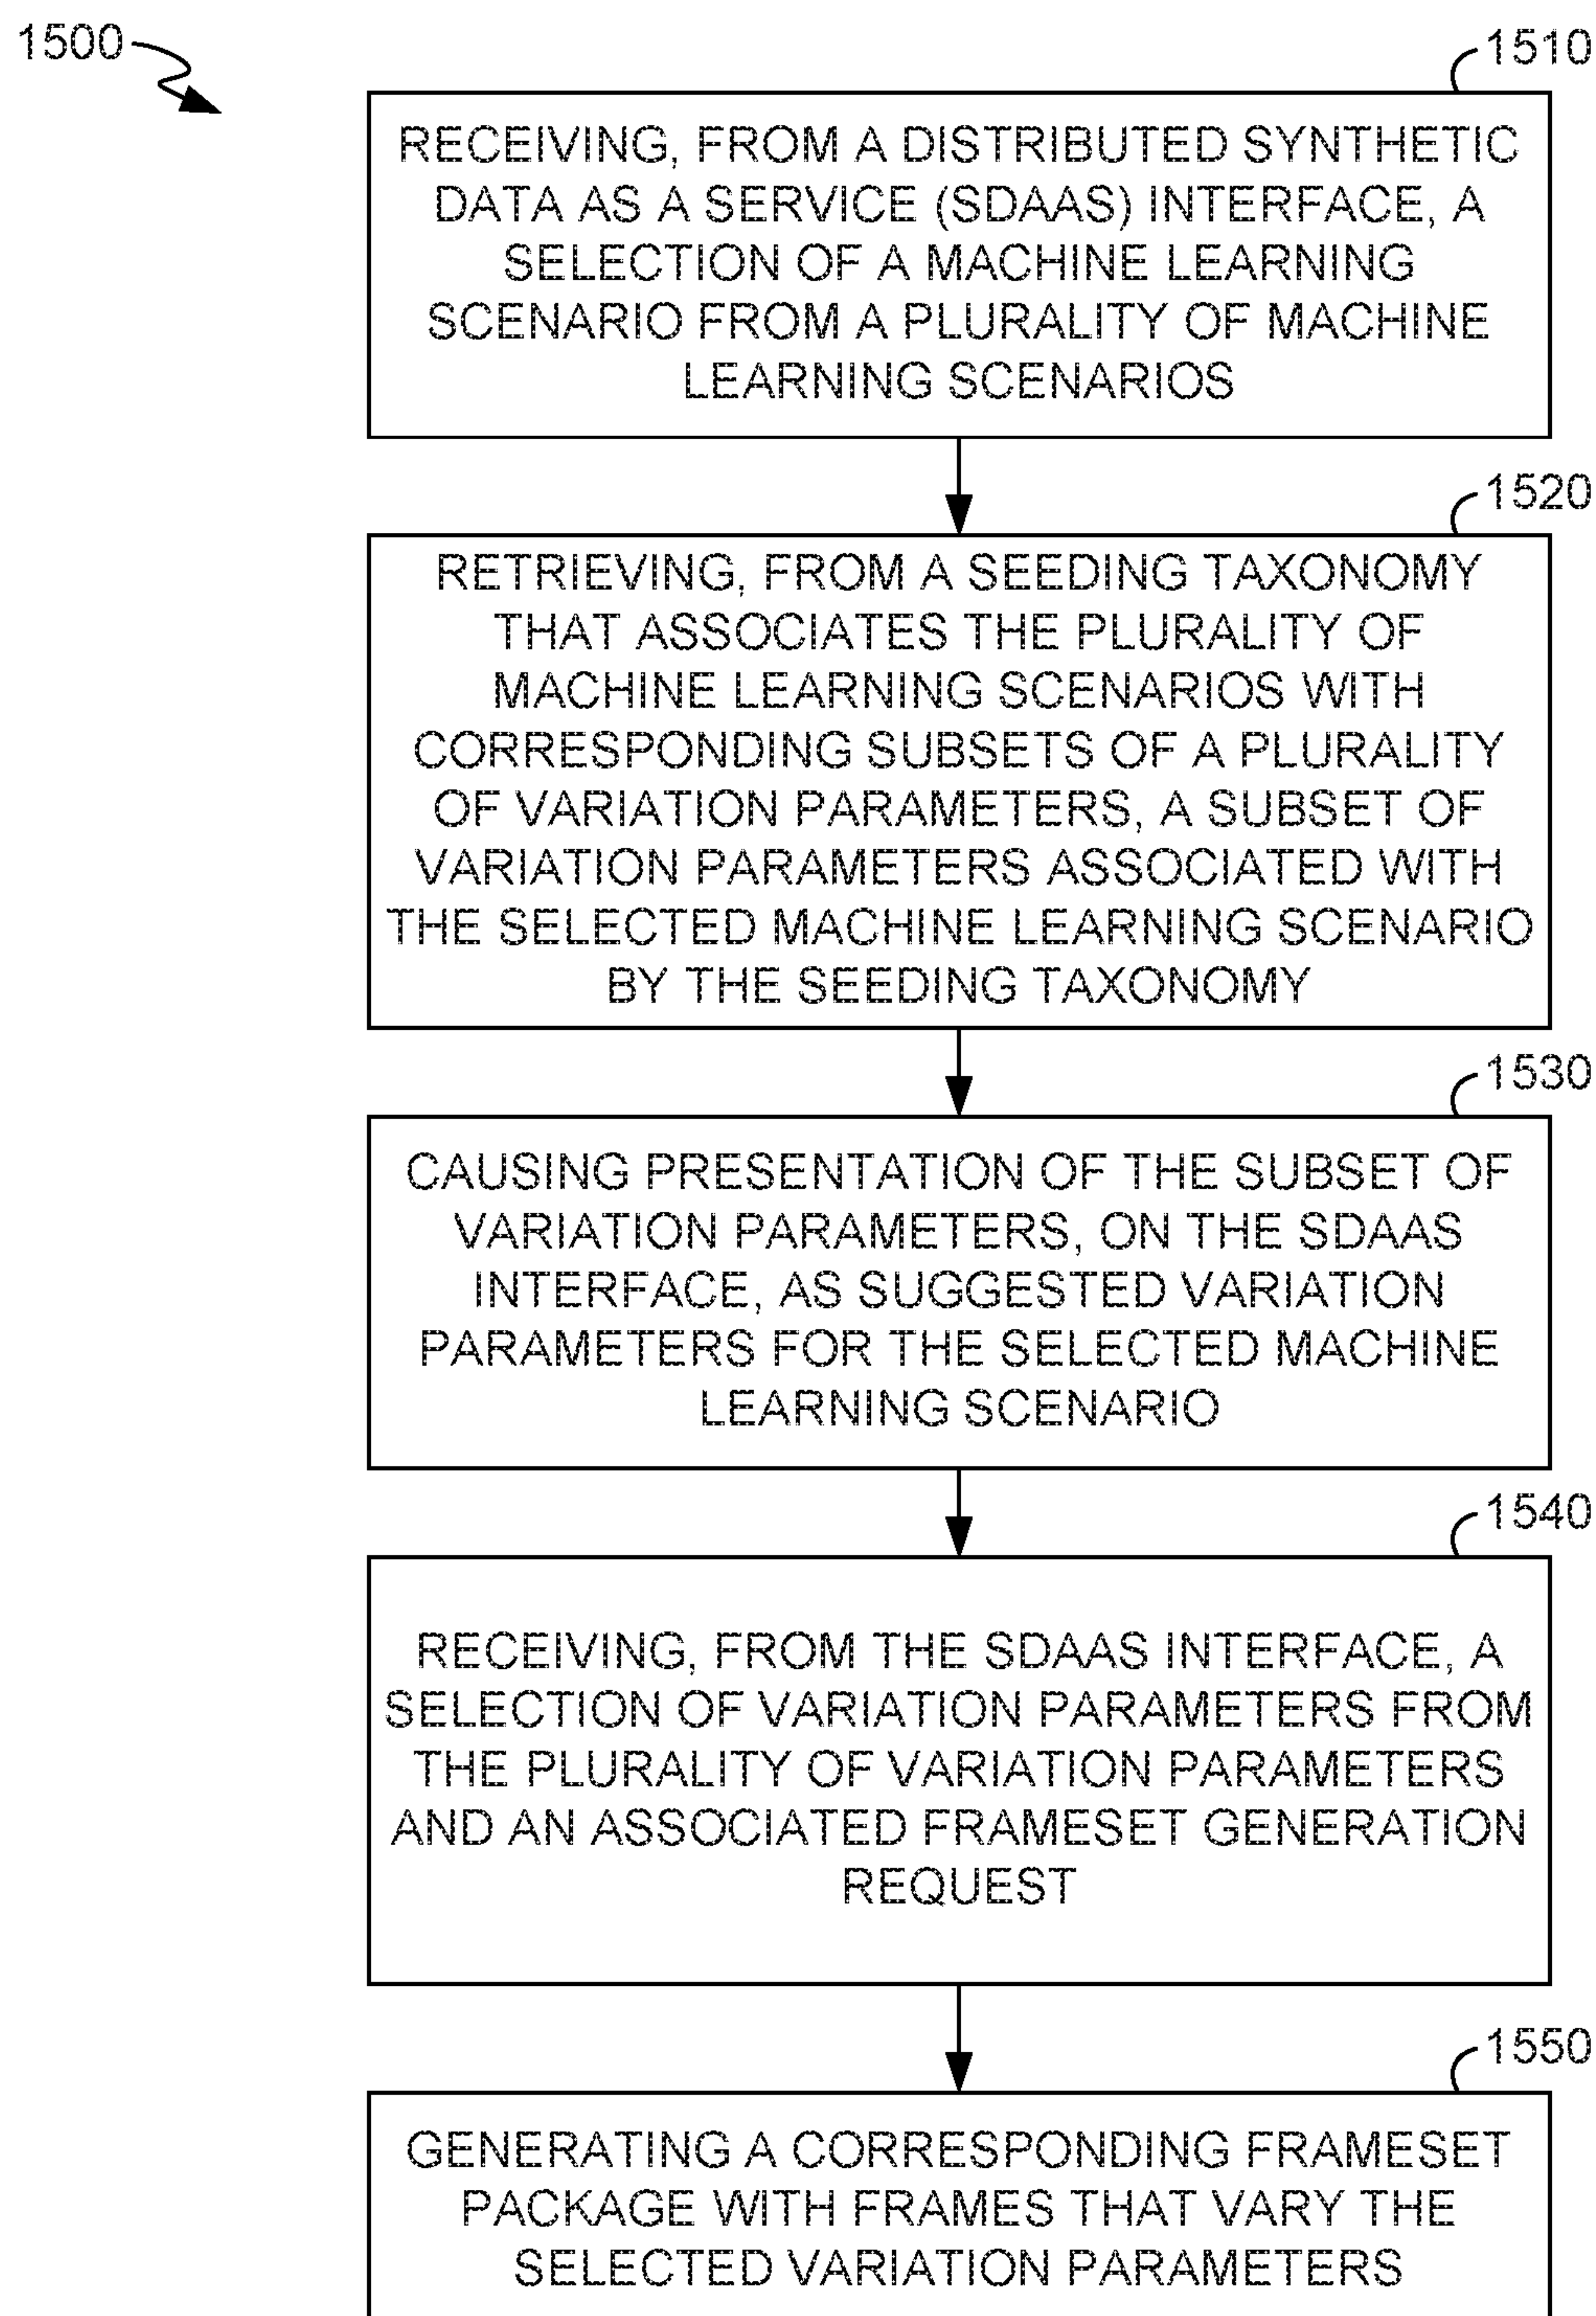 1500
1510
RECEIVING, FROM A DISTRIBUTED SYNTHETIC
DATA AS A SERVICE (SDAAS) INTERFACE, A
SELECTION OF A MACHINE LEARNING
SCENARIO FROM A PLURALITY OF MACHINE
LEARNING SCENARIOS
1520
RETRIEVING, FROM A SEEDING TAXONOMY
THAT ASSOCIATES THE PLURALITY OF
MACHINE LEARNING SCENARIOS WITH
CORRESPONDING SUBSETS OF A PLURALITY
OF VARIATION PARAMETERS, A SUBSET OF
VARIATION PARAMETERS ASSOCIATED WITH
THE SELECTED MACHINE LEARNING SCENARIO
BY THE SEEDING TAXONOMY
1530
CAUSING PRESENTATION OF THE SUBSET OF
VARIATION PARAMETERS, ON THE SDAAS
INTERFACE, AS SUGGESTED VARIATION
PARAMETERS FOR THE SELECTED MACHINE
LEARNING SCENARIO
1540
RECEIVING, FROM THE SDAAS INTERFACE, A
SELECTION OF VARIATION PARAMETERS FROM
THE PLURALITY OF VARIATION PARAMETERS
AND AN ASSOCIATED FRAMESET GENERATION
REQUEST
1550
GENERATING A CORRESPONDING FRAMESET
PACKAGE WITH FRAMES THAT VARY THE
SELECTED VARIATION PARAMETERS